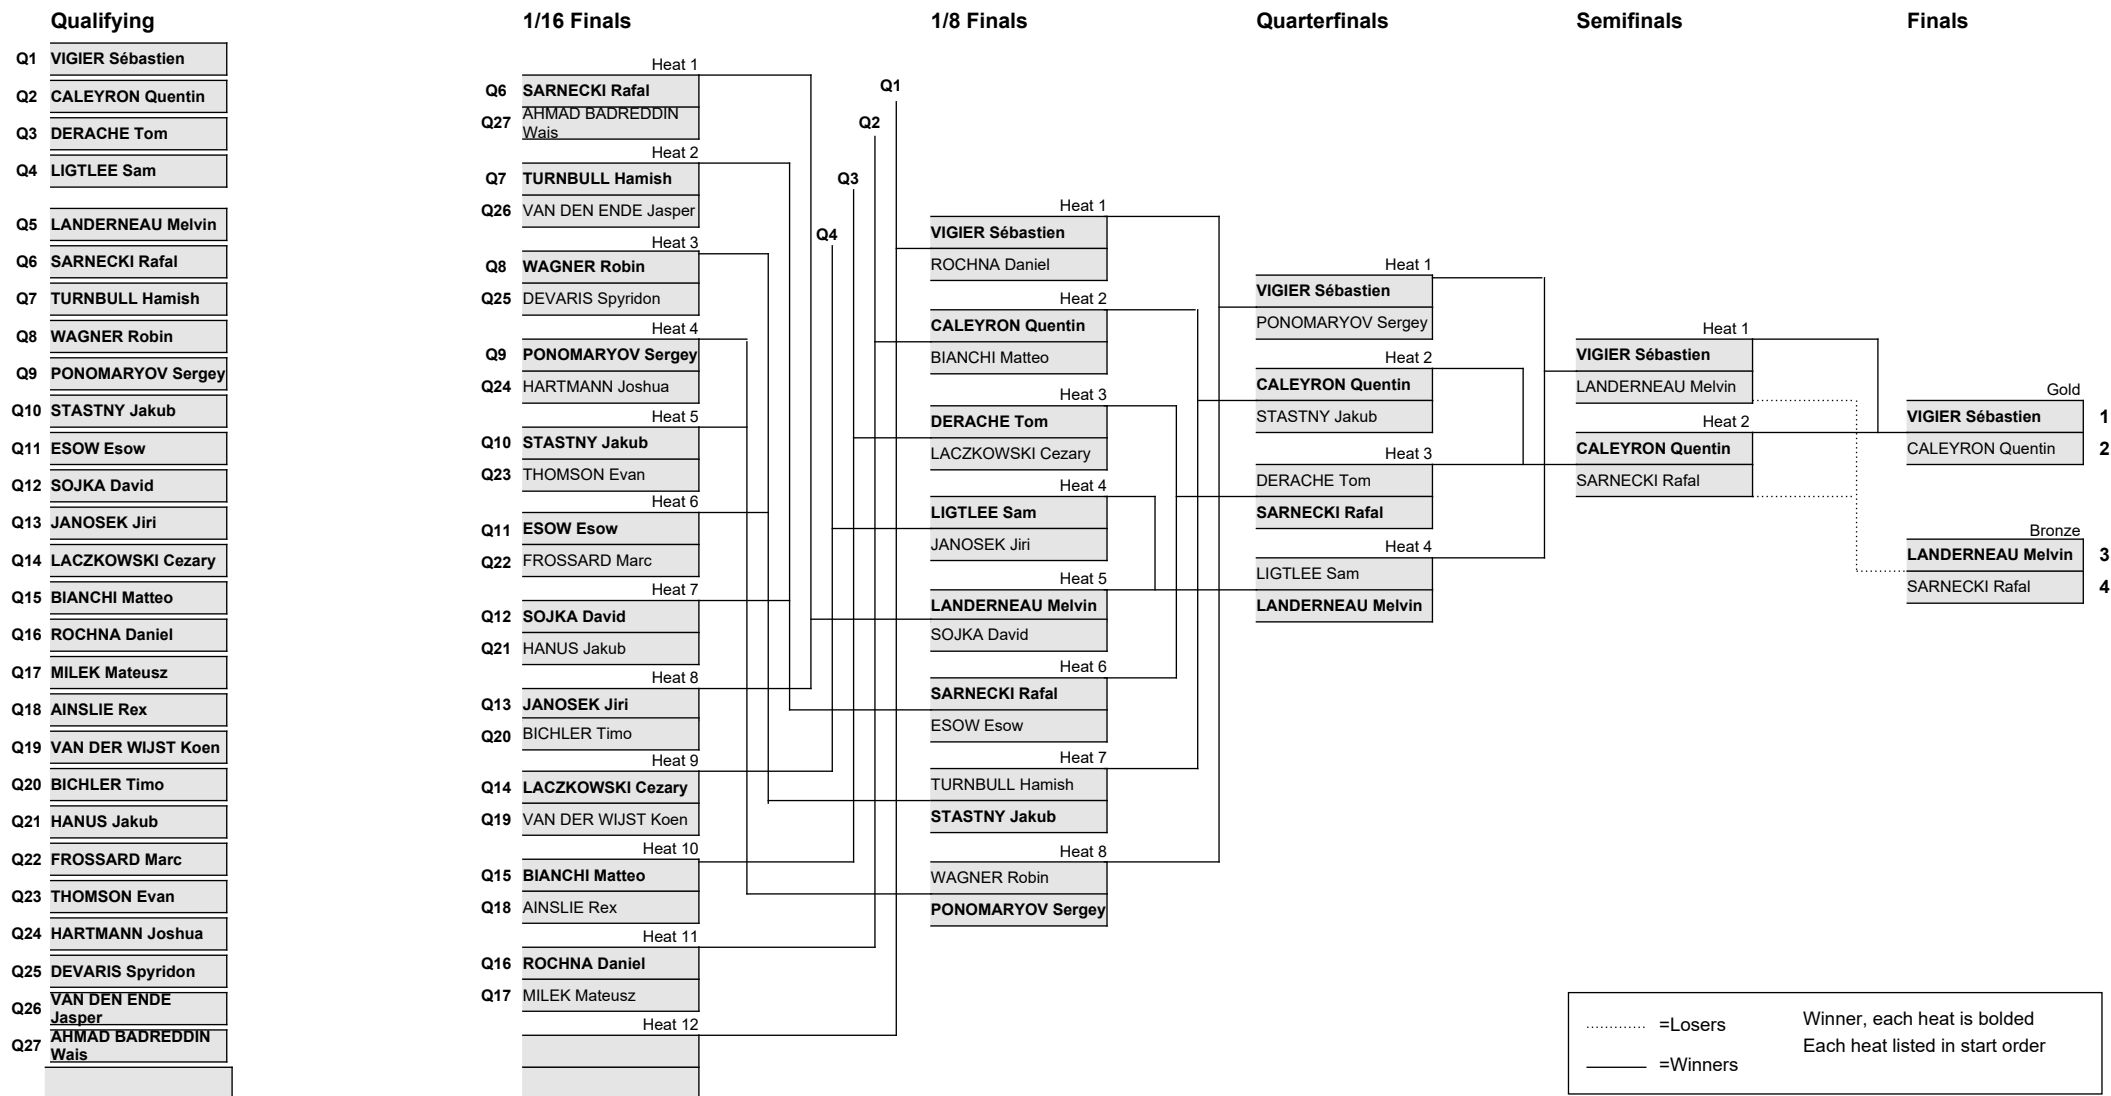 Qualifying
Q1 VIGIER Sébastien
Q2 CALEYRON Quentin
Q3 DERACHE Tom
Q4 LIGTLEE Sam
Q5 LANDERNEAU Melvin
Q6 SARNECKI Rafal
Q7 TURNBULL Hamish
Q8 WAGNER Robin
Q9 PONOMARYOV Sergey
Q10 STASTNY Jakub
Q11 ESOW Esow
Q12 SOJKA David
Q13 JANOSEK Jiri
Q14 LACZKOWSKI Cezary
Q15 BIANCHI Matteo
Q16 ROCHNA Daniel
Q17 MILEK Mateusz
Q18 AINSLIE Rex
Q19 VAN DER WIJST Koen
Q20 BICHLER Timo
Q21 HANUS Jakub
Q22 FROSSARD Marc
Q23 THOMSON Evan
Q24 HARTMANN Joshua
Q25 DEVARIS Spyridon
Q26 VAN DEN ENDE
Jasper
Q27 AHMAD BADREDDIN
Wais
1/16 Finals
Heat 1
Q6 SARNECKI Rafal
Q27 AHMAD BADREDDIN
Wais
Heat 2
Q7 TURNBULL Hamish
Q26 VAN DEN ENDE Jasper
Heat 3
Q8 WAGNER Robin
Q25 DEVARIS Spyridon
Heat 4
Q9 PONOMARYOV Sergey
Q24 HARTMANN Joshua
Heat 5
Q10 STASTNY Jakub
Q23 THOMSON Evan
Heat 6
Q11 ESOW Esow
Q22 FROSSARD Marc
Heat 7
Q12 SOJKA David
Q21 HANUS Jakub
Heat 8
Q13 JANOSEK Jiri
Q20 BICHLER Timo
Heat 9
Q14 LACZKOWSKI Cezary
Q19 VAN DER WIJST Koen
Heat 10
Q15 BIANCHI Matteo
Q18 AINSLIE Rex
Heat 11
Q16 ROCHNA Daniel
Q17 MILEK Mateusz
Heat 12
Q1
Q2
Q3
Q4
1/8 Finals
Heat 1
VIGIER Sébastien
ROCHNA Daniel
Heat 2
CALEYRON Quentin
BIANCHI Matteo
Heat 3
DERACHE Tom
LACZKOWSKI Cezary
Heat 4
LIGTLEE Sam
JANOSEK Jiri
Heat 5
LANDERNEAU Melvin
SOJKA David
Heat 6
SARNECKI Rafal
ESOW Esow
Heat 7
TURNBULL Hamish
STASTNY Jakub
Heat 8
WAGNER Robin
PONOMARYOV Sergey
Quarterfinals
Heat 1
VIGIER Sébastien
PONOMARYOV Sergey
Heat 2
CALEYRON Quentin
STASTNY Jakub
Heat 3
DERACHE Tom
SARNECKI Rafal
Heat 4
LIGTLEE Sam
LANDERNEAU Melvin
Semifinals
Heat 1
VIGIER Sébastien
LANDERNEAU Melvin
Heat 2
CALEYRON Quentin
SARNECKI Rafal
Finals
Gold
VIGIER Sébastien 1
CALEYRON Quentin 2
Bronze
LANDERNEAU Melvin 3
SARNECKI Rafal 4
=Losers
=Winners
Winner, each heat is bolded
Each heat listed in start order